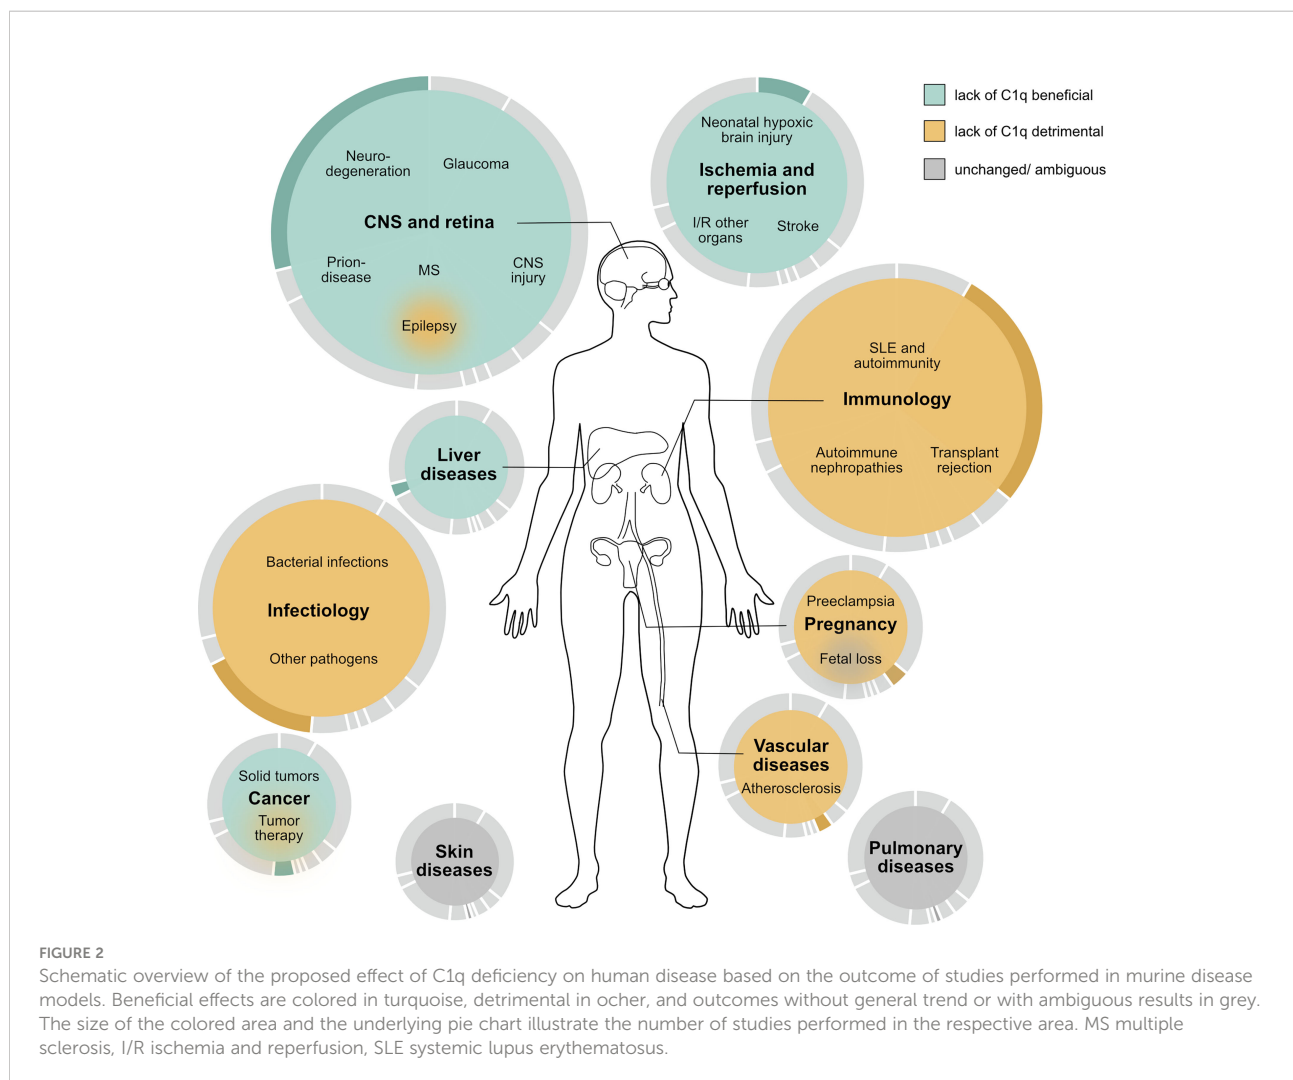 lack of C1q beneficial
lack of C1q detrimental
unchanged/ ambiguous
Neuro-
degeneration
Glaucoma
CNS and retina
Prion-
disease
MS
CNS
injury
Epilepsy
Neonatal hypoxic
brain injury
Ischemia and
reperfusion
I/R other
organs
Stroke
SLE and
autoimmunity
Immunology
Autoimmune
nephropathies
Transplant
rejection
Liver
diseases
Bacterial infections
Infectiology
Other pathogens
Preeclampsia
Pregnancy
Fetal loss
Vascular
diseases
Atherosclerosis
Solid tumors
Cancer
Tumor
therapy
Skin
diseases
Pulmonary
diseases
FIGURE 2
Schematic overview of the proposed effect of C1q deficiency on human disease based on the outcome of studies performed in murine disease
models. Beneficial effects are colored in turquoise, detrimental in ocher, and outcomes without general trend or with ambiguous results in grey.
The size of the colored area and the underlying pie chart illustrate the number of studies performed in the respective area. MS multiple
sclerosis, I/R ischemia and reperfusion, SLE systemic lupus erythematosus.